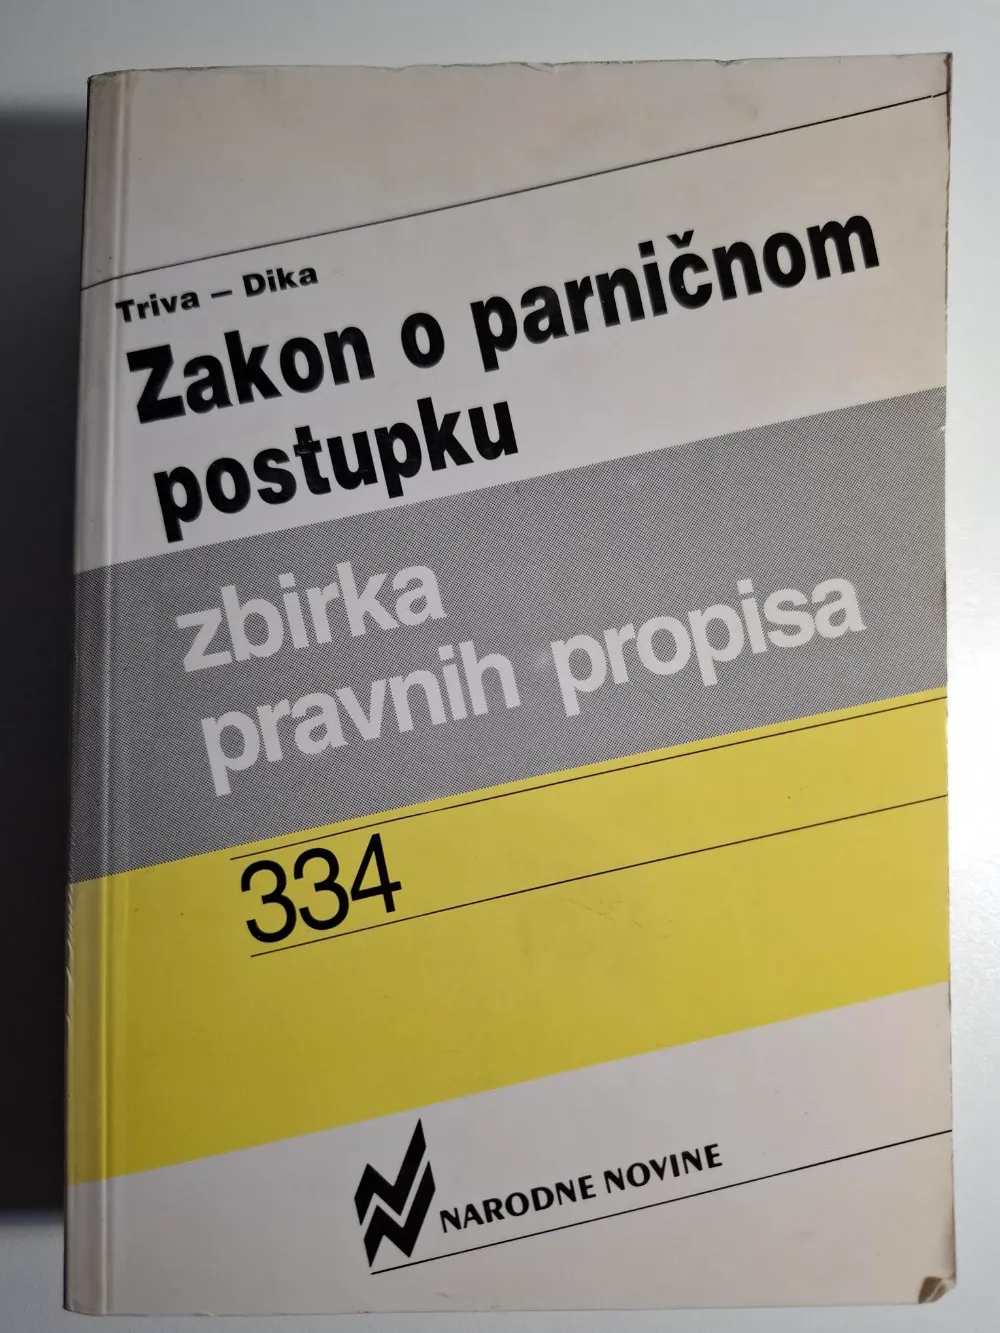 Triva – Dika
Zakon o parničnom
postupku
zbirka
pravnih propisa
334
NARODNE NOVINE